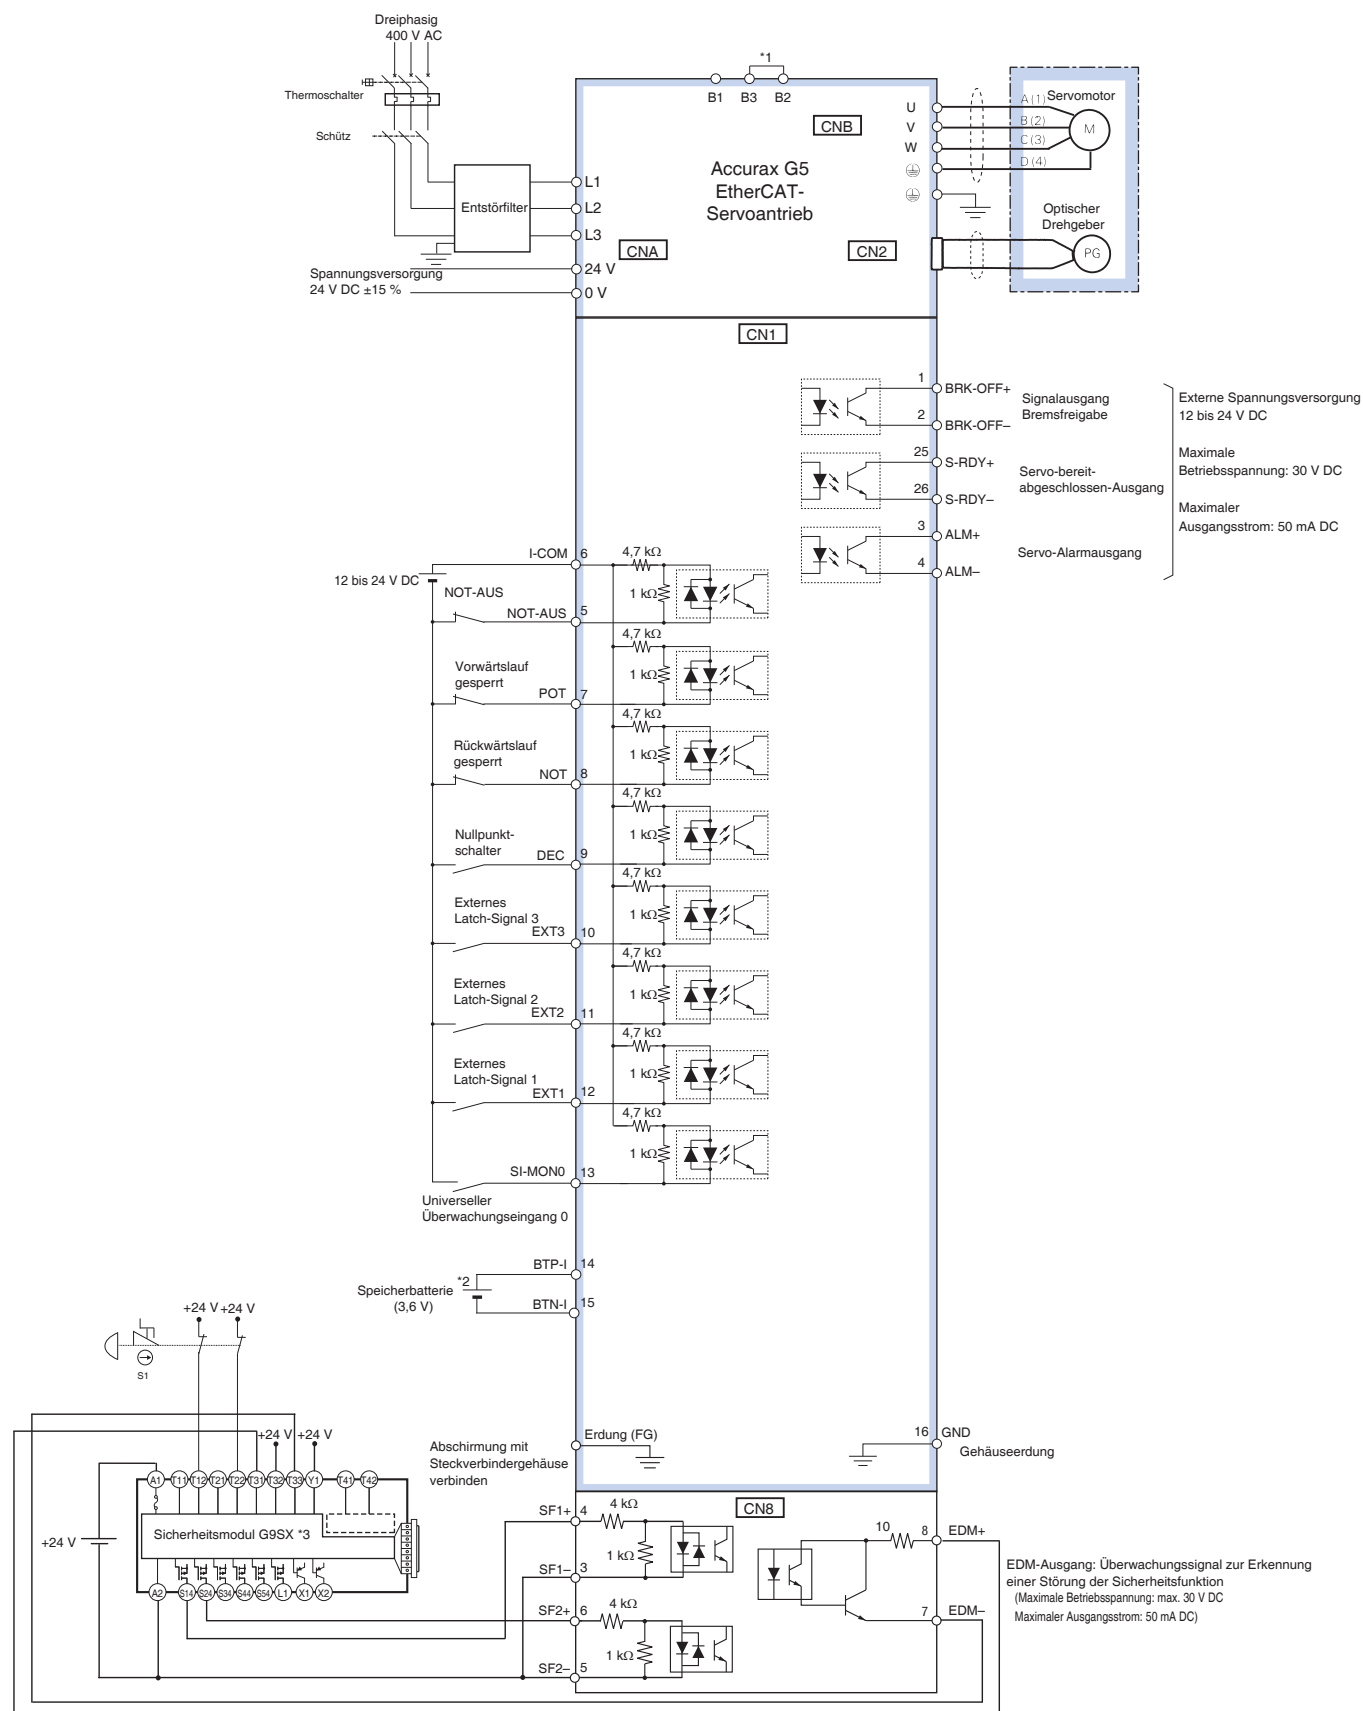 Dreiphasig
400 V AC
Thermoschalter
Schütz
Entstörfilter
L1
L2
L3
Spannungsversorgung
24 V DC ±15 %
24 V
0 V
CNA
*1
B1 B3 B2
CNB
Accurax G5
EtherCAT-
Servoantrieb
CN2
U
V
W
A (1)
B (2)
C (3)
D (4)
Servomotor
M
Optischer
Drehgeber
PG
CN1
1
BRK-OFF+
2
BRK-OFF–
Signalausgang
Bremsfreigabe
25
S-RDY+
26
S-RDY–
Servo-bereit-
abgeschlossen-Ausgang
3
ALM+
4
ALM–
Servo-Alarmausgang
Externe Spannungsversorgung
12 bis 24 V DC
Maximale
Betriebsspannung: 30 V DC
Maximaler
Ausgangsstrom: 50 mA DC
12 bis 24 V DC
I-COM 6
4,7 kΩ
1 kΩ
NOT-AUS
NOT-AUS 5
4,7 kΩ
1 kΩ
Vorwärtslauf
gesperrt
POT 7
4,7 kΩ
1 kΩ
Rückwärtslauf
gesperrt
NOT 8
4,7 kΩ
1 kΩ
Nullpunkt-
schalter
DEC 9
4,7 kΩ
1 kΩ
Externes
Latch-Signal 3
EXT3 10
4,7 kΩ
1 kΩ
Externes
Latch-Signal 2
EXT2 11
4,7 kΩ
1 kΩ
Externes
Latch-Signal 1
EXT1 12
4,7 kΩ
1 kΩ
SI-MON0 13
Universeller
Überwachungseingang 0
BTP-I 14
*2
Speicherbatterie
(3,6 V)
BTN-I 15
+24 V +24 V
S1
+24 V +24 V
Abschirmung mit
Steckverbindergehäuse
verbinden
Erdung (FG)
16 GND
Gehäuseerdung
A1 T11 T12 T21 T22 T31 T32 T33 Y1 T41 T42
Sicherheitsmodul G9SX *3
+24 V
A2 S14 S24 S34 S44 S54 L1 X1 X2
CN8
SF1+ 4
4 kΩ
1 kΩ
SF1– 3
SF2+ 6
4 kΩ
1 kΩ
SF2– 5
10
8 EDM+
7 EDM–
EDM-Ausgang: Überwachungssignal zur Erkennung
einer Störung der Sicherheitsfunktion
(Maximale Betriebsspannung: max. 30 V DC
Maximaler Ausgangsstrom: 50 mA DC)